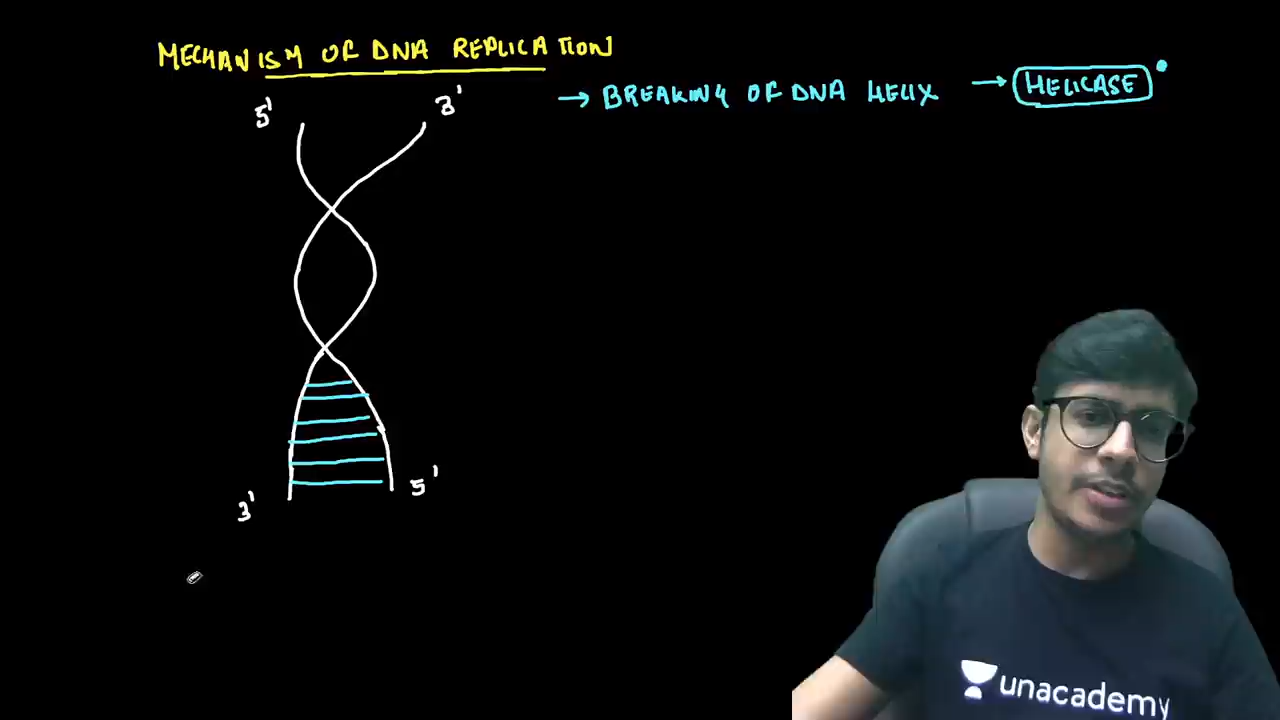 MECHANISM OF DNA REPLICATION
→ BREAKING OF DNA HELIX → HELICASE
5' 3'
3' 5'
unacademy